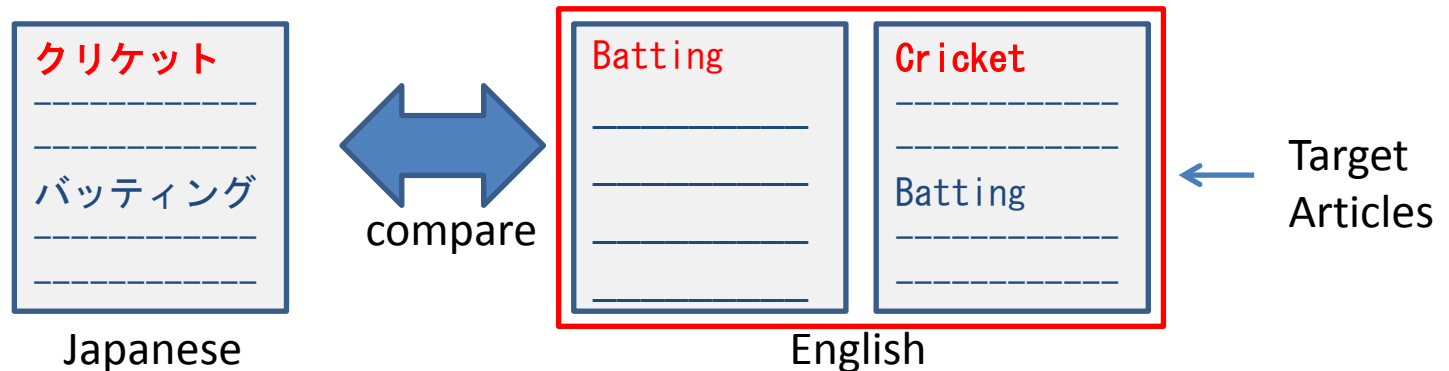 クリケット
バッティング
Japanese
compare
Batting
Cricket
Batting
English
Target
Articles